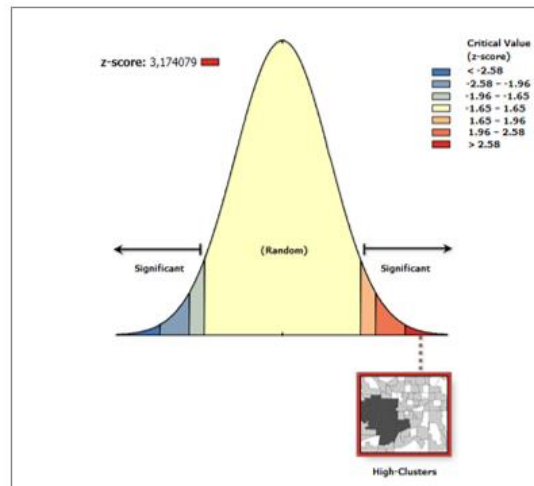 z-score: 3,174079
Critical Value
(z-score)
< -2.58
-2.58 – -1.96
-1.96 – -1.65
-1.65 – 1.65
1.65 – 1.96
1.96 – 2.58
> 2.58
(Random)
Significant
Significant
High-Clusters